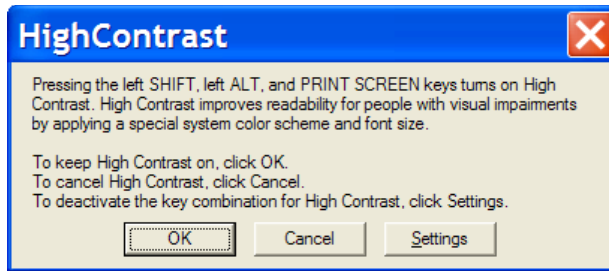 HighContrast
Pressing the left SHIFT, left ALT, and PRINT SCREEN keys turns on High
Contrast. High Contrast improves readability for people with visual impairments
by applying a special system color scheme and font size.
To keep High Contrast on, click OK.
To cancel High Contrast, click Cancel.
To deactivate the key combination for High Contrast, click Settings.
OK Cancel Settings